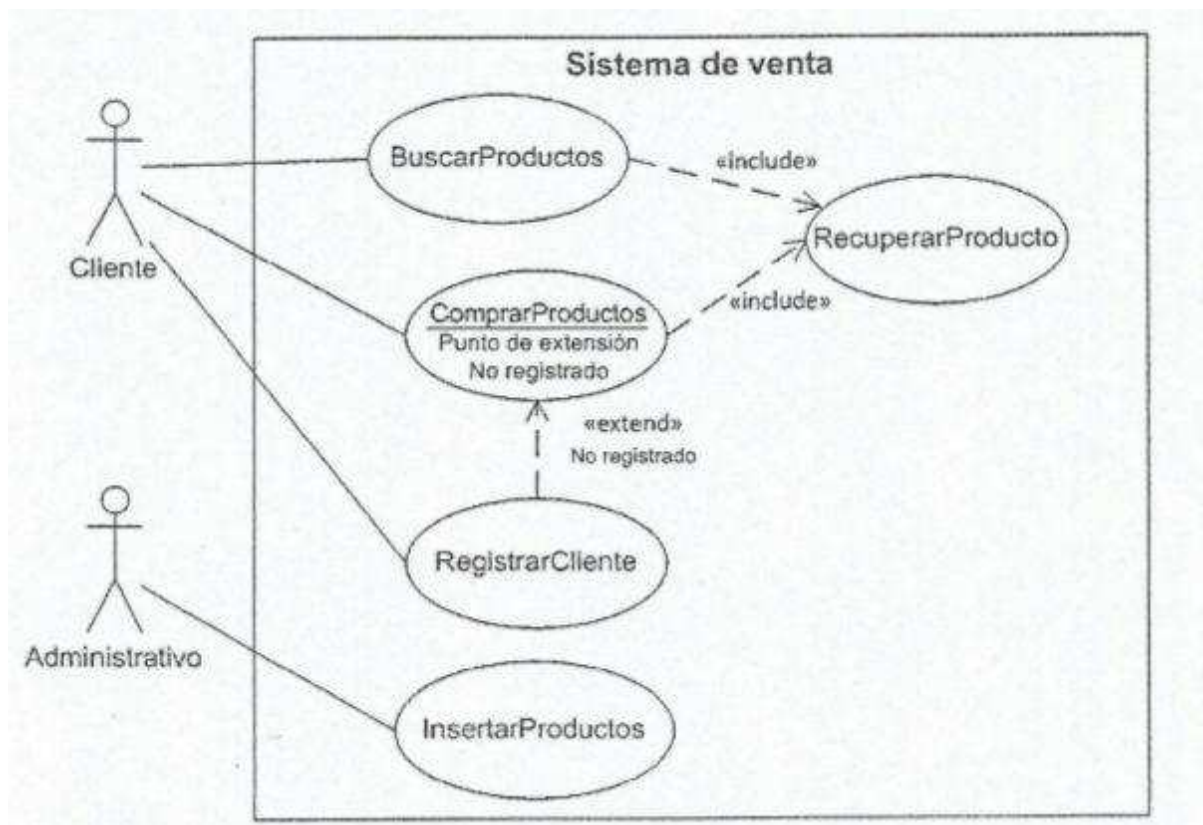 Sistema de venta
BuscarProductos
«include»
RecuperarProducto
Cliente
ComprarProductos
Punto de extensión
No registrado
«include»
«extend»
No registrado
RegistrarCliente
Administrativo
InsertarProductos